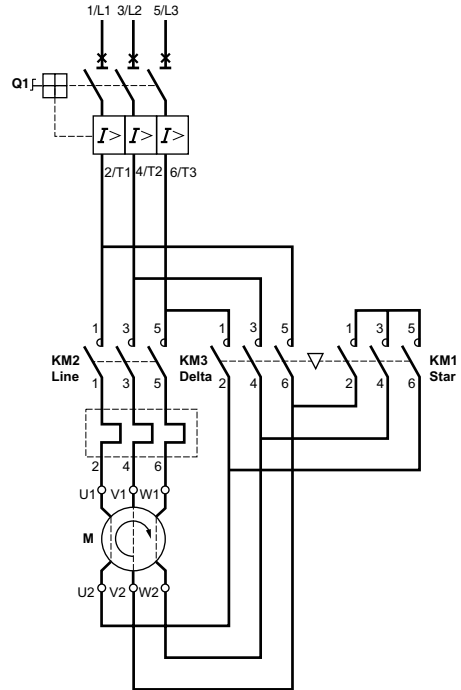 1/L1 3/L2 5/L3
Q1
I> I> I>
2/T1 4/T2 6/T3
1 3 5 1 3 5 1 3 5
KM2 Line KM3 Delta KM1 Star
1 3 5 2 4 6 2 4 6
2 4 6
U1 V1 W1
M
U2 V2 W2